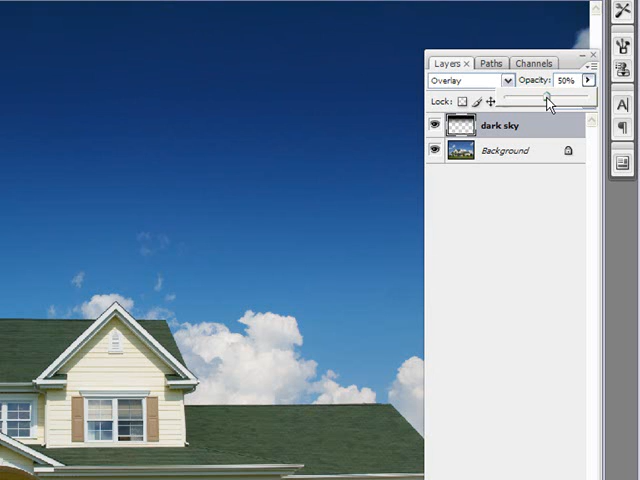 Layers × Paths Channels
Overlay Opacity: 50%
Lock:
dark sky
Background
A